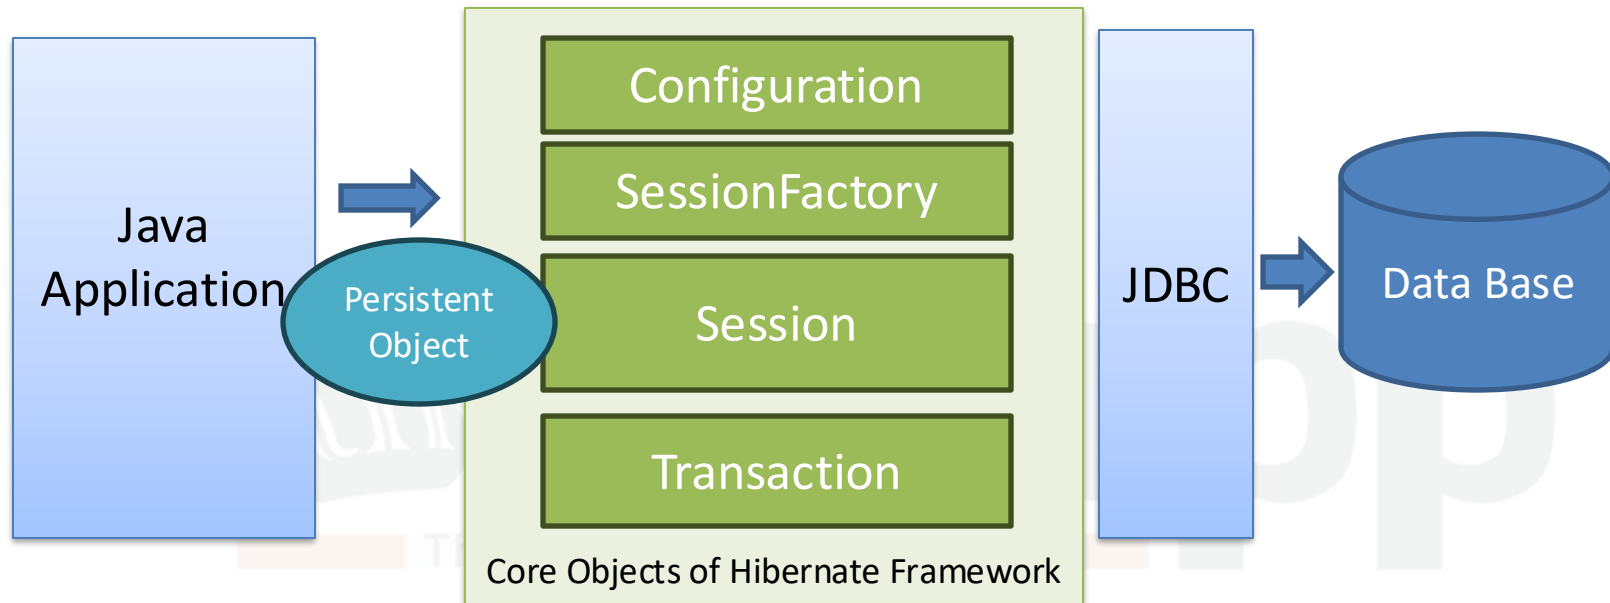 Java
Application
Persistent
Object
Configuration
SessionFactory
Session
Transaction
Core Objects of Hibernate Framework
JDBC
Data Base